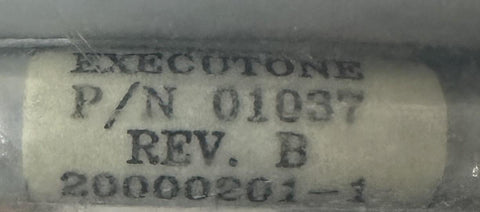 EXECUTONE
P/N 01037
REV. B
20000201-1